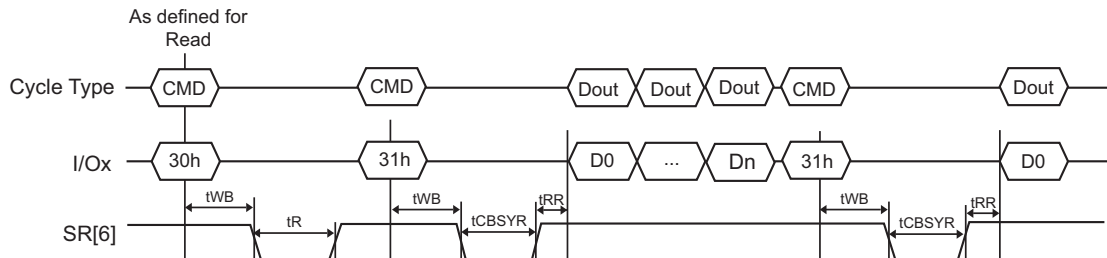 As defined for
Read
Cycle Type CMD CMD Dout Dout Dout CMD Dout
I/Ox 30h 31h D0 ... Dn 31h D0
tWB tR tWB tCBSYR tRR tWB tCBSYR tRR
SR[6]